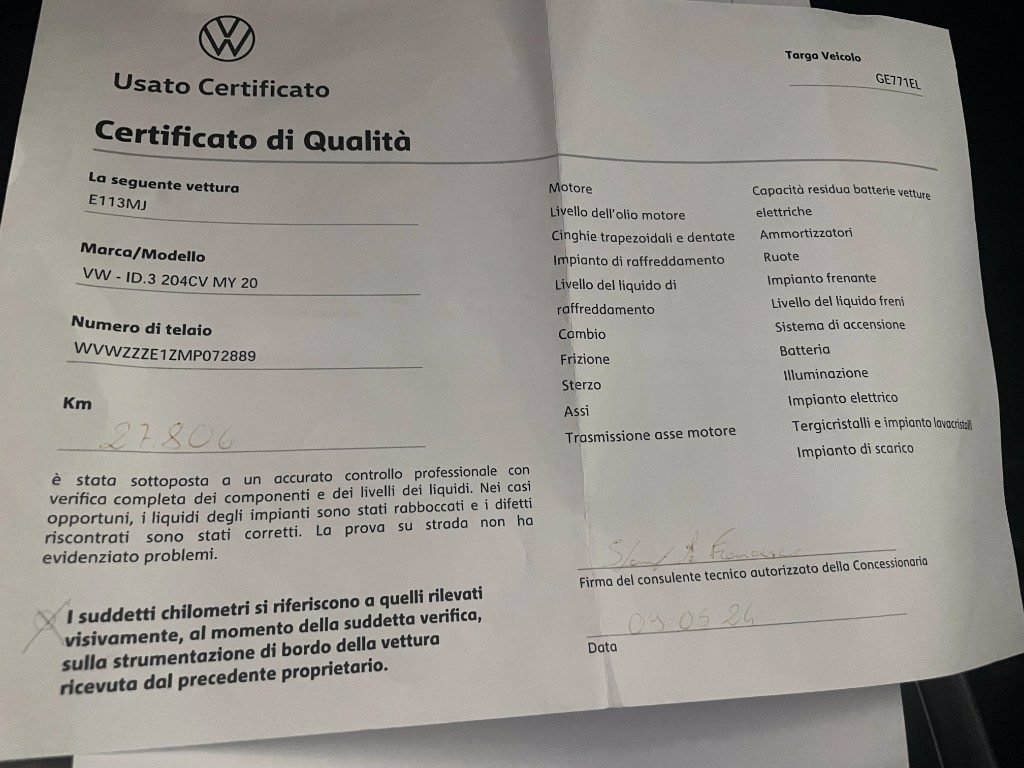 Usato Certificato
Certificato di Qualità
Targa Veicolo
GE771EL
La seguente vettura
E113MJ
Marca/Modello
VW - ID.3 204CV MY 20
Numero di telaio
WVWZZZE1ZMP072889
Km
27.806
è stata sottoposta a un accurato controllo professionale con
verifica completa dei componenti e dei livelli dei liquidi. Nei casi
opportuni, i liquidi degli impianti sono stati rabboccati e i difetti
riscontrati sono stati corretti. La prova su strada non ha
evidenziato problemi.
I suddetti chilometri si riferiscono a quelli rilevati
visivamente, al momento della suddetta verifica,
sulla strumentazione di bordo della vettura
ricevuta dal precedente proprietario.
Motore
Livello dell'olio motore
Cinghie trapezoidali e dentate
Impianto di raffreddamento
Livello del liquido di
raffreddamento
Cambio
Frizione
Sterzo
Assi
Trasmissione asse motore
Capacità residua batterie vetture
elettriche
Ammortizzatori
Ruote
Impianto frenante
Livello del liquido freni
Sistema di accensione
Batteria
Illuminazione
Impianto elettrico
Tergicristalli e impianto lavacristalli
Impianto di scarico
Firma del consulente tecnico autorizzato della Concessionaria
09-05-24
Data